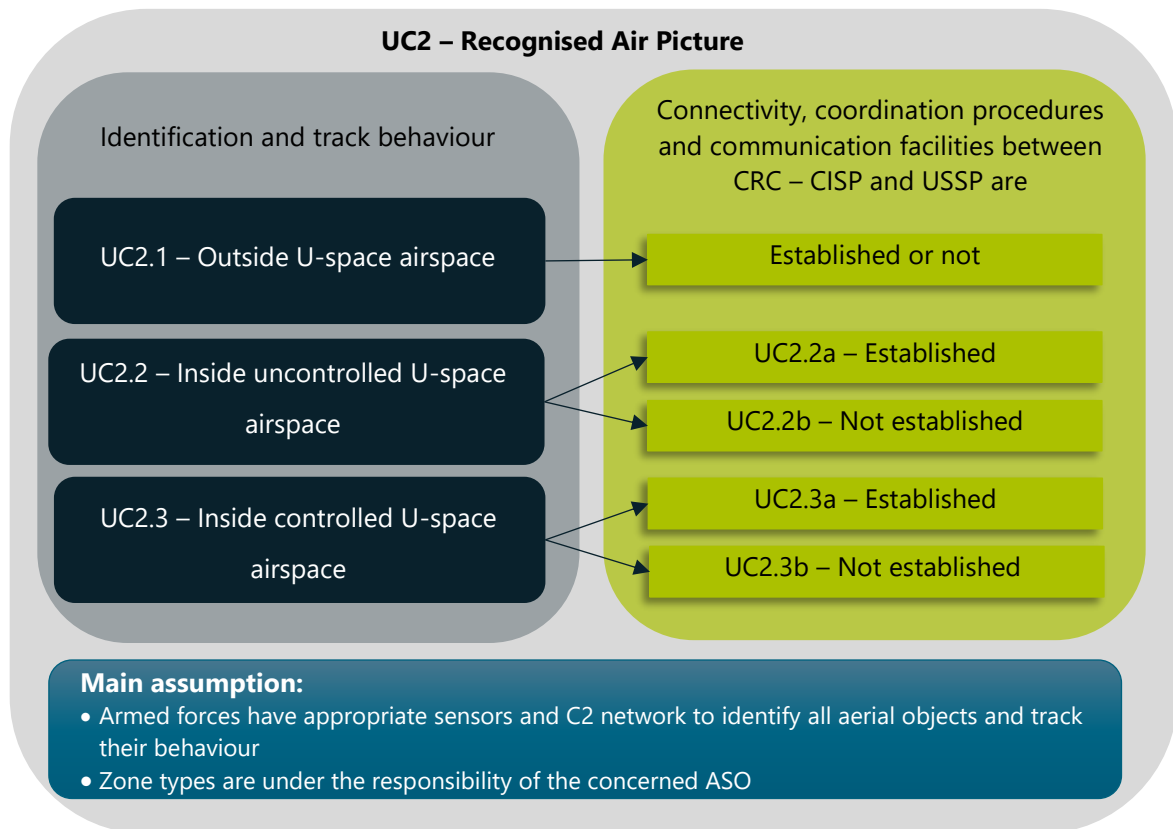 UC2 – Recognised Air Picture
Identification and track behaviour
Connectivity, coordination procedures
and communication facilities between
CRC – CISP and USSP are
UC2.1 – Outside U-space airspace
Established or not
UC2.2 – Inside uncontrolled U-space
airspace
UC2.2a – Established
UC2.2b – Not established
UC2.3 – Inside controlled U-space
airspace
UC2.3a – Established
UC2.3b – Not established
Main assumption:
• Armed forces have appropriate sensors and C2 network to identify all aerial objects and track
their behaviour
• Zone types are under the responsibility of the concerned ASO